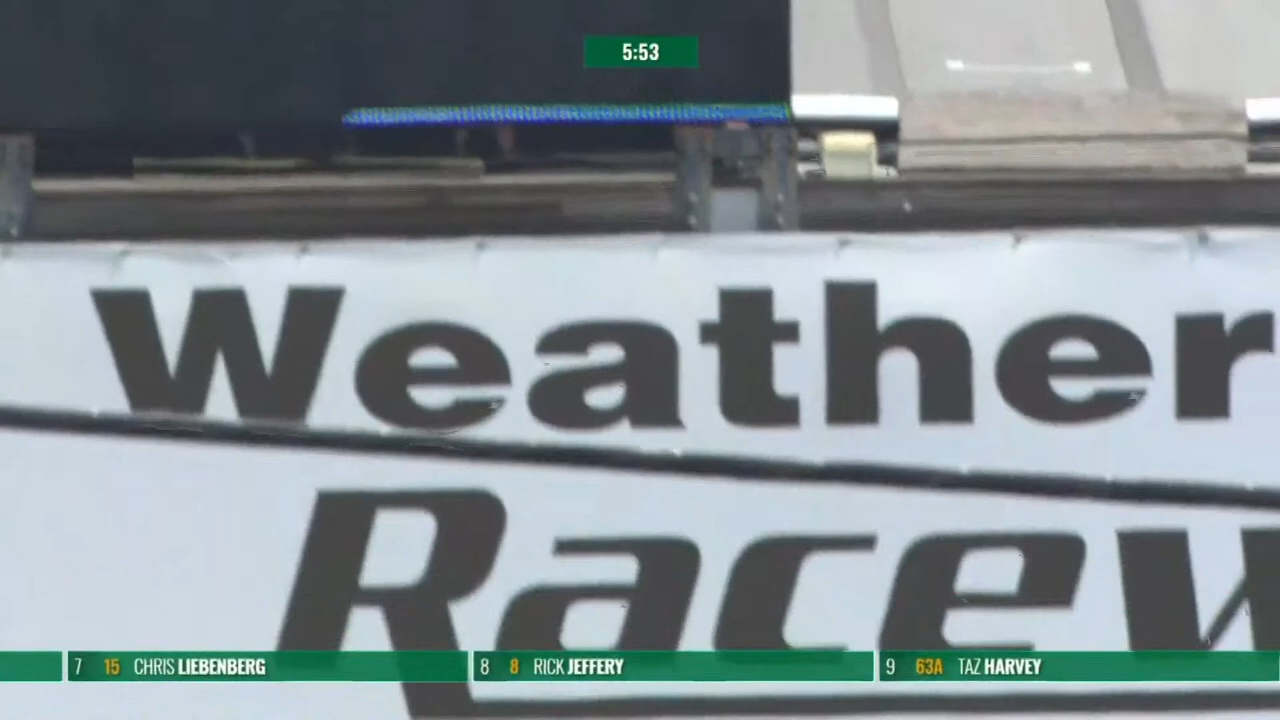 5:53
Weather
Racew
7 15 CHRIS LIEBENBERG 8 8 RICK JEFFERY 9 63A TAZ HARVEY